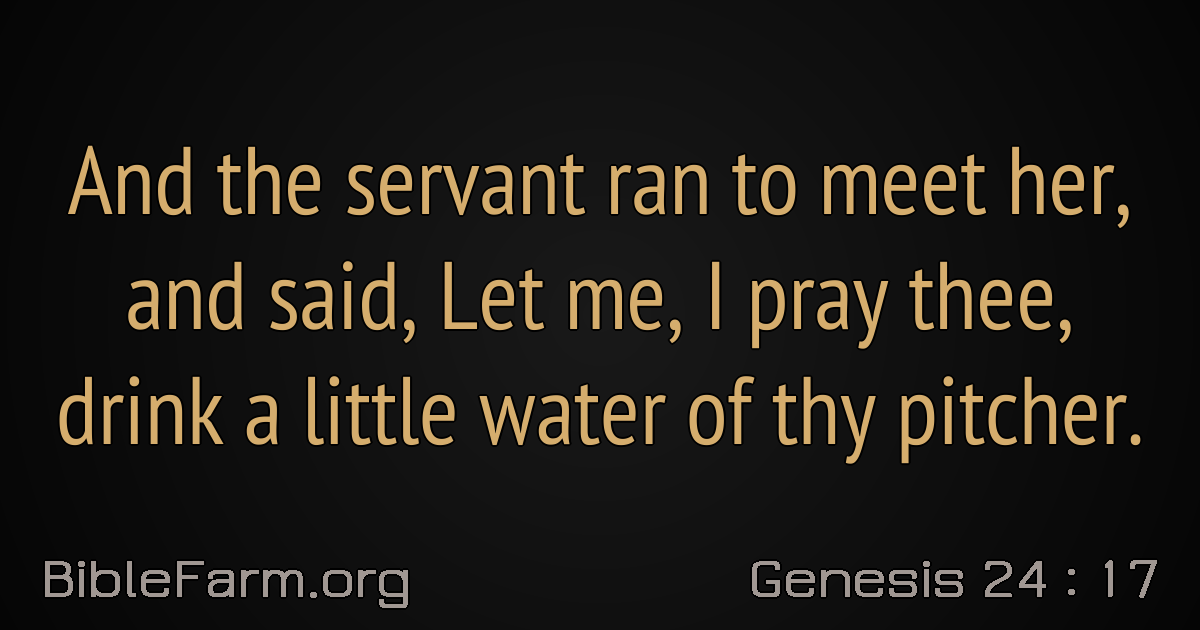 And the servant ran to meet her,
and said, Let me, I pray thee,
drink a little water of thy pitcher.
BibleFarm.org
Genesis 24 : 17